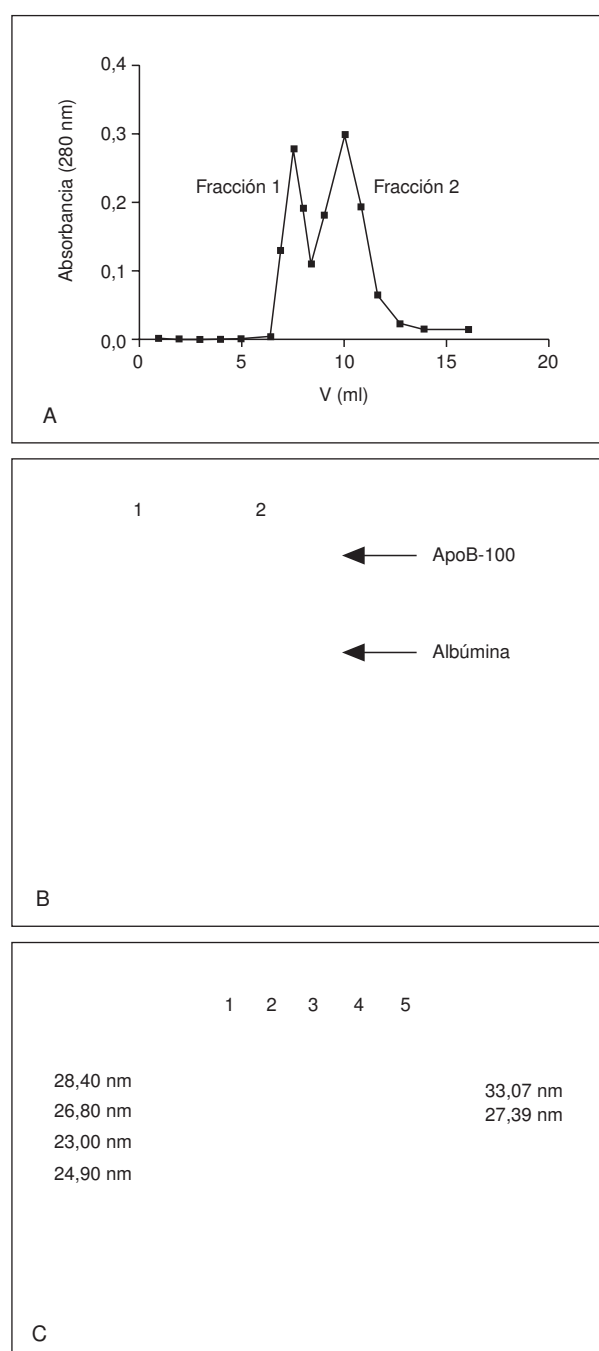 0,4
0,3
0,2
0,1
0,0
Absorbancia (280 nm)
Fracción 1
Fracción 2
0 5 10 15 20
V (ml)
A
1 2
ApoB-100
Albúmina
B
1 2 3 4 5
28,40 nm
26,80 nm
23,00 nm
24,90 nm
33,07 nm
27,39 nm
C